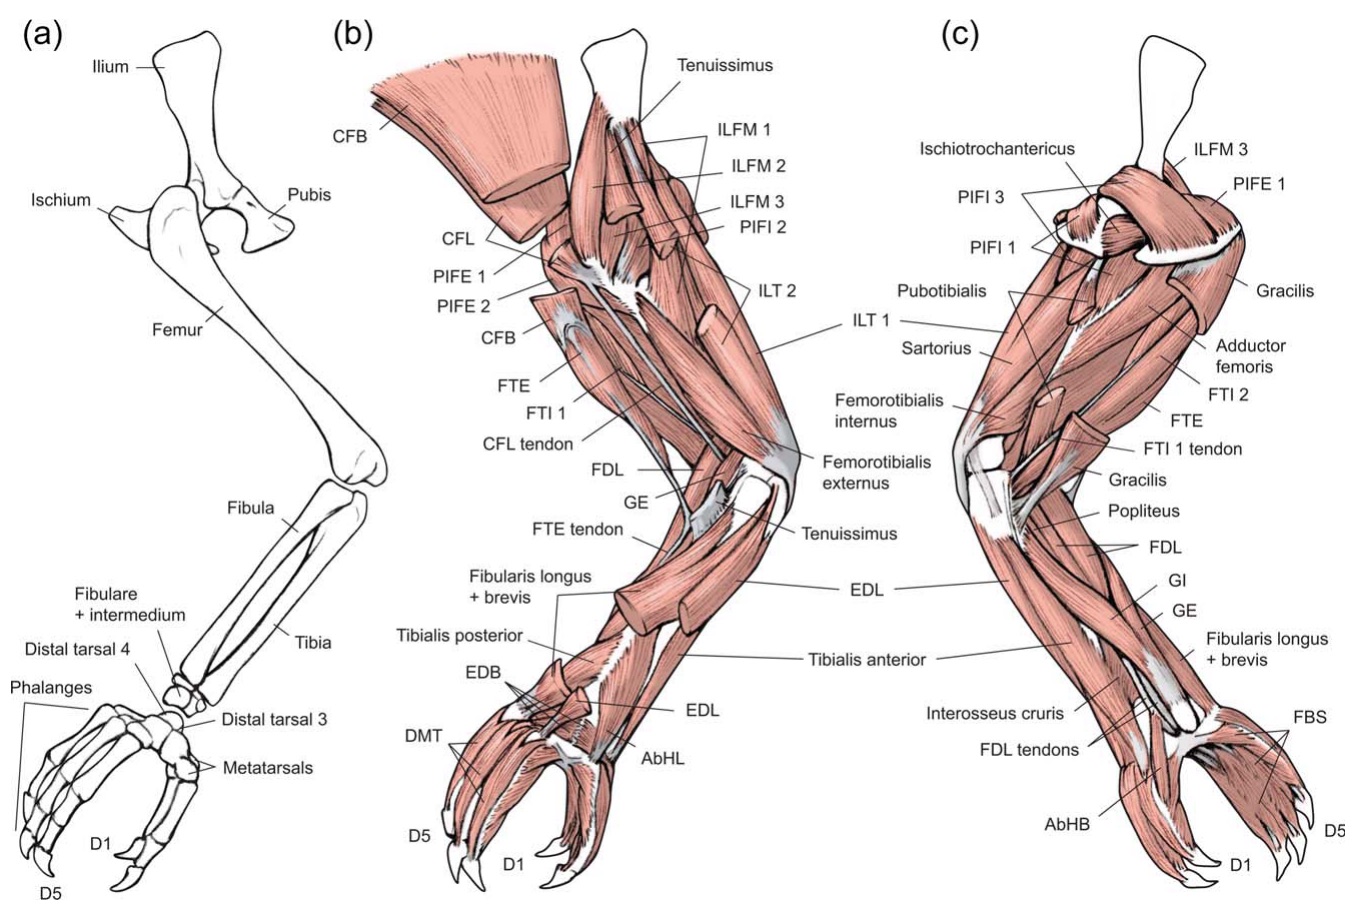 (a)
Ilium
Ischium
Pubis
Femur
Fibula
Fibulare
+ intermedium
Distal tarsal 4
Tibia
Phalanges
Distal tarsal 3
Metatarsals
D1
D5
(b)
Tenuissimus
CFB
ILFM 1
ILFM 2
ILFM 3
CFL
PIFI 2
PIFE 1
PIFE 2
ILT 2
CFB
ILT 1
FTE
FTI 1
CFL tendon
Femorotibialis
externus
FDL
GE
FTE tendon
Tenuissimus
Fibularis longus
+ brevis
EDL
Tibialis posterior
Tibialis anterior
EDB
EDL
DMT
AbHL
D5
D1
(c)
Ischiotrochantericus
ILFM 3
PIFI 3
PIFE 1
PIFI 1
Pubotibialis
Gracilis
Sartorius
Adductor
femoris
FTI 2
Femorotibialis
internus
FTE
FTI 1 tendon
Gracilis
Popliteus
FDL
GI
GE
Fibularis longus
+ brevis
Interosseus cruris
FBS
FDL tendons
AbHB
D5
D1